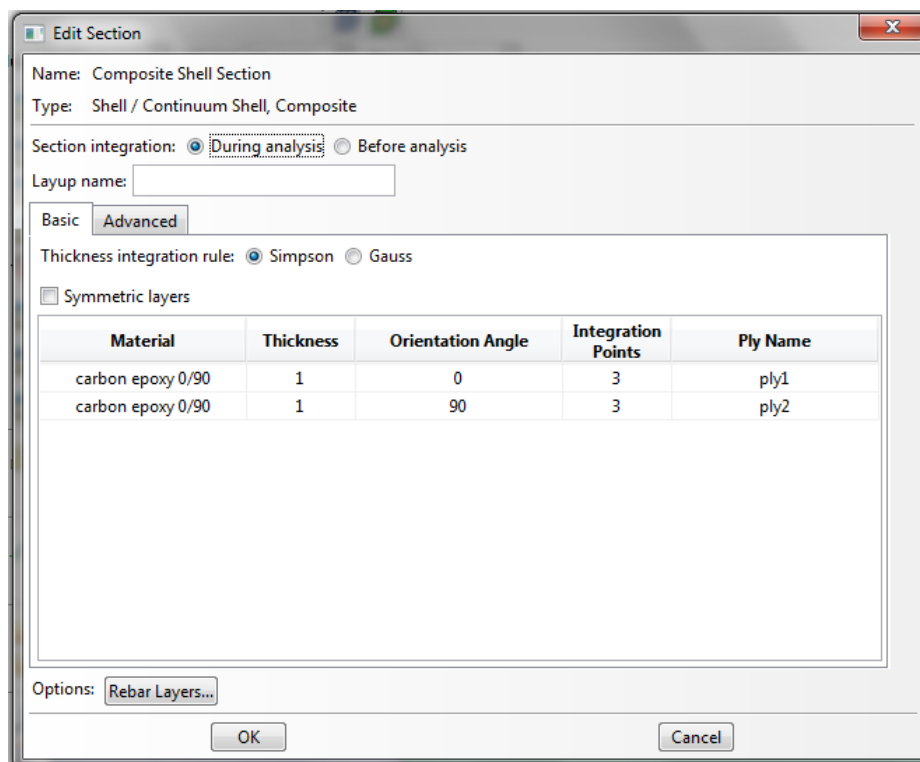 Edit Section
Name: Composite Shell Section
Type: Shell / Continuum Shell, Composite
Section integration: During analysis Before analysis
Layup name:
Basic Advanced
Thickness integration rule: Simpson Gauss
Symmetric layers
Material Thickness Orientation Angle Integration Points Ply Name
carbon epoxy 0/90 1 0 3 ply1
carbon epoxy 0/90 1 90 3 ply2
Options: Rebar Layers...
OK Cancel